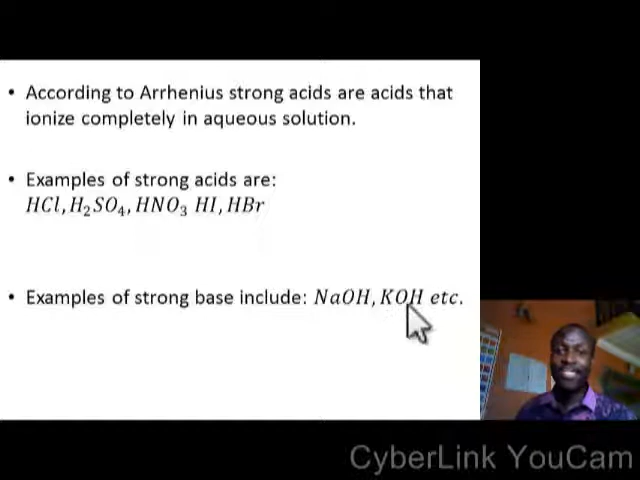 • According to Arrhenius strong acids are acids that
ionize completely in aqueous solution.
• Examples of strong acids are:
HCl, H₂SO₄, HNO₃ HI, HBr
• Examples of strong base include: NaOH, KOH etc.
CyberLink YouCam